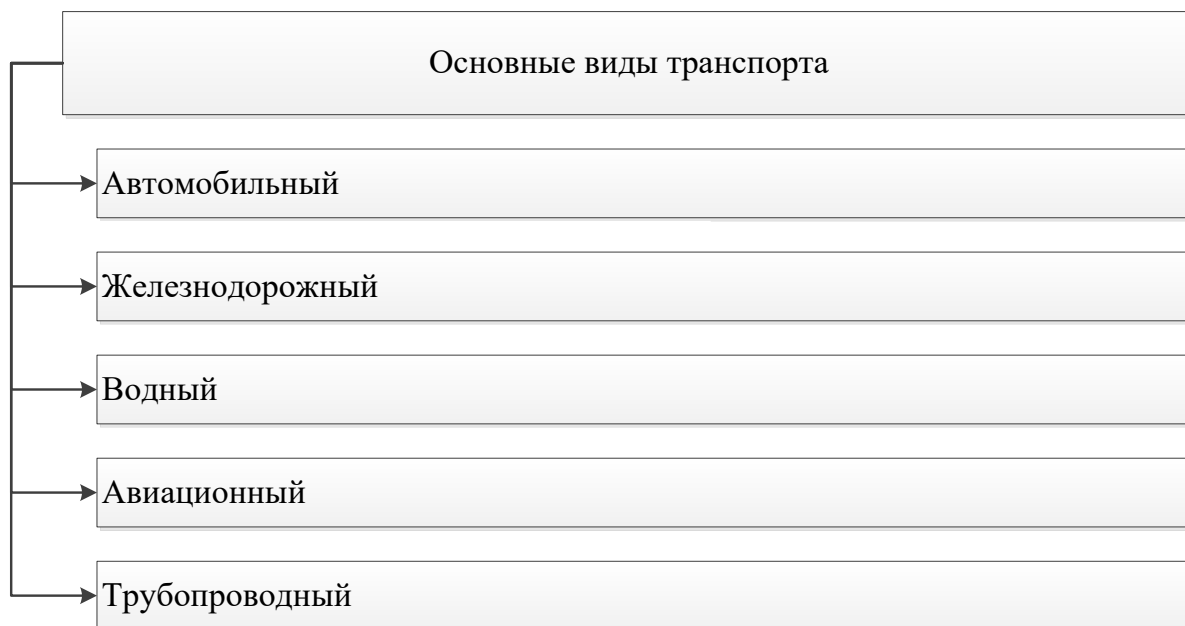 Основные виды транспорта
Автомобильный
Железнодорожный
Водный
Авиационный
Трубопроводный